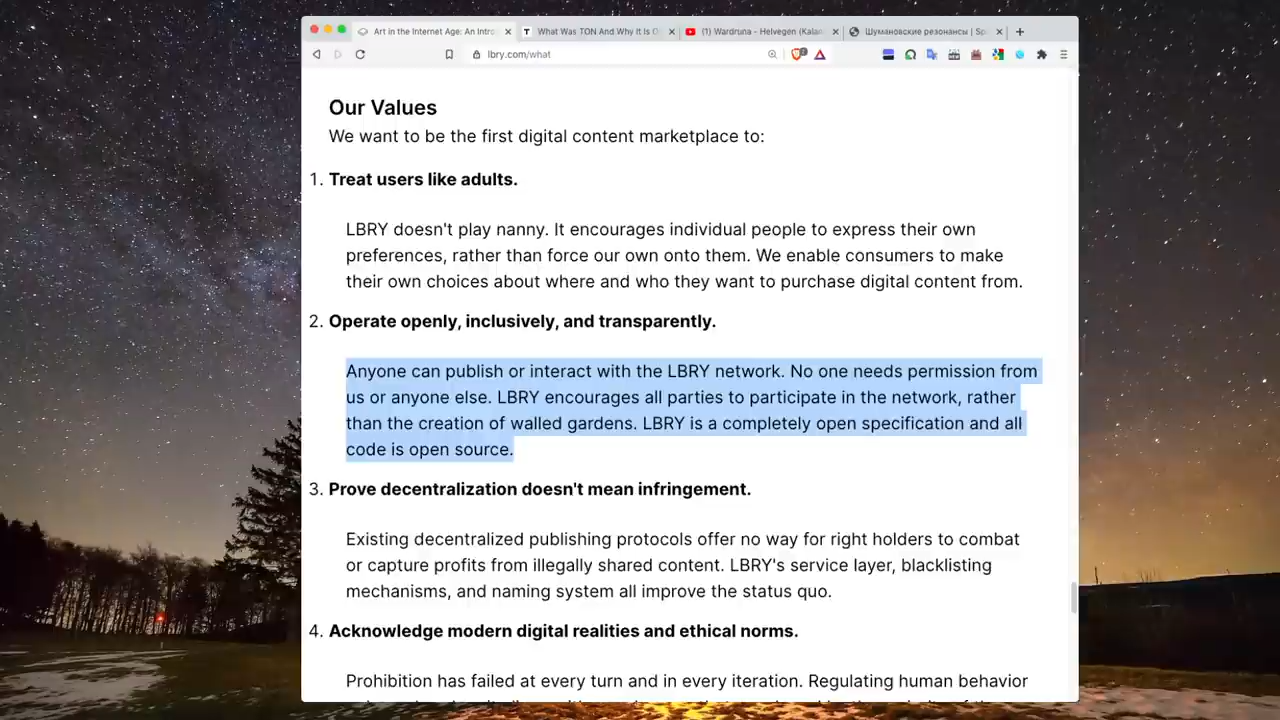 Art in the Internet Age: An Intro
What Was TON And Why It Is O
(1) Wardruna - Helvegen (Kalan
Шумановские резонансы | Sp
lbry.com/what
Our Values
We want to be the first digital content marketplace to:
1. Treat users like adults.
LBRY doesn't play nanny. It encourages individual people to express their own
preferences, rather than force our own onto them. We enable consumers to make
their own choices about where and who they want to purchase digital content from.
2. Operate openly, inclusively, and transparently.
Anyone can publish or interact with the LBRY network. No one needs permission from
us or anyone else. LBRY encourages all parties to participate in the network, rather
than the creation of walled gardens. LBRY is a completely open specification and all
code is open source.
3. Prove decentralization doesn't mean infringement.
Existing decentralized publishing protocols offer no way for right holders to combat
or capture profits from illegally shared content. LBRY's service layer, blacklisting
mechanisms, and naming system all improve the status quo.
4. Acknowledge modern digital realities and ethical norms.
Prohibition has failed at every turn and in every iteration. Regulating human behavior